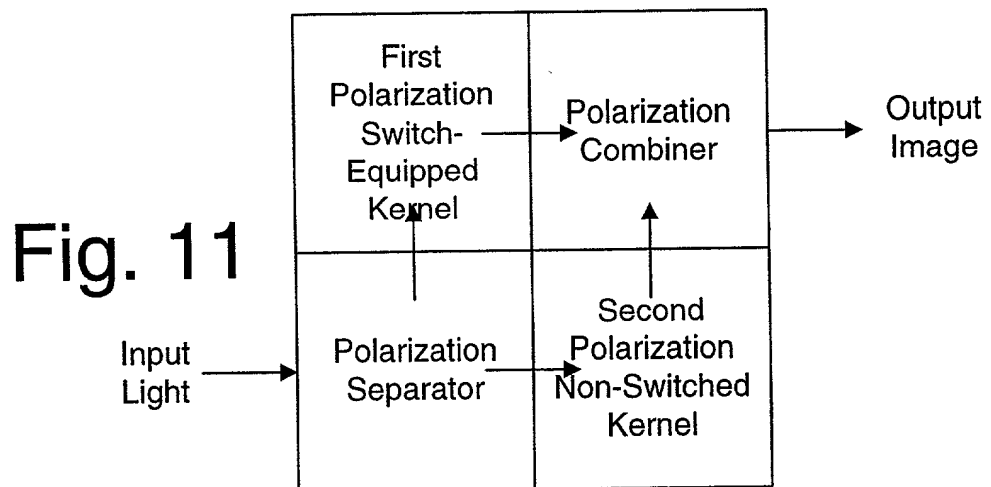 First
Polarization
Switch-
Equipped
Kernel
Polarization
Combiner
Output
Image
Fig. 11
Input
Light
Polarization
Separator
Second
Polarization
Non-Switched
Kernel